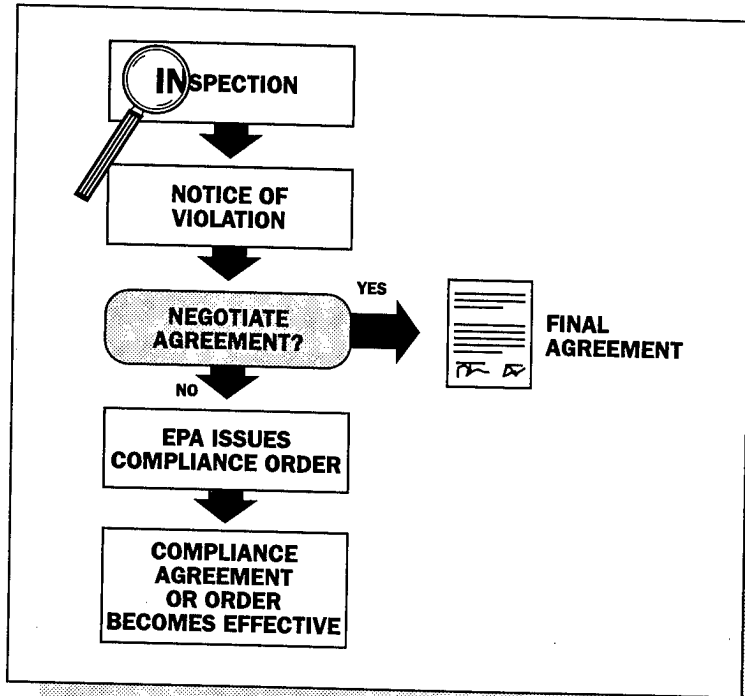 INSPECTION
NOTICE OF
VIOLATION
NEGOTIATE
AGREEMENT?
YES
FINAL
AGREEMENT
NO
EPA ISSUES
COMPLIANCE ORDER
COMPLIANCE
AGREEMENT
OR ORDER
BECOMES EFFECTIVE